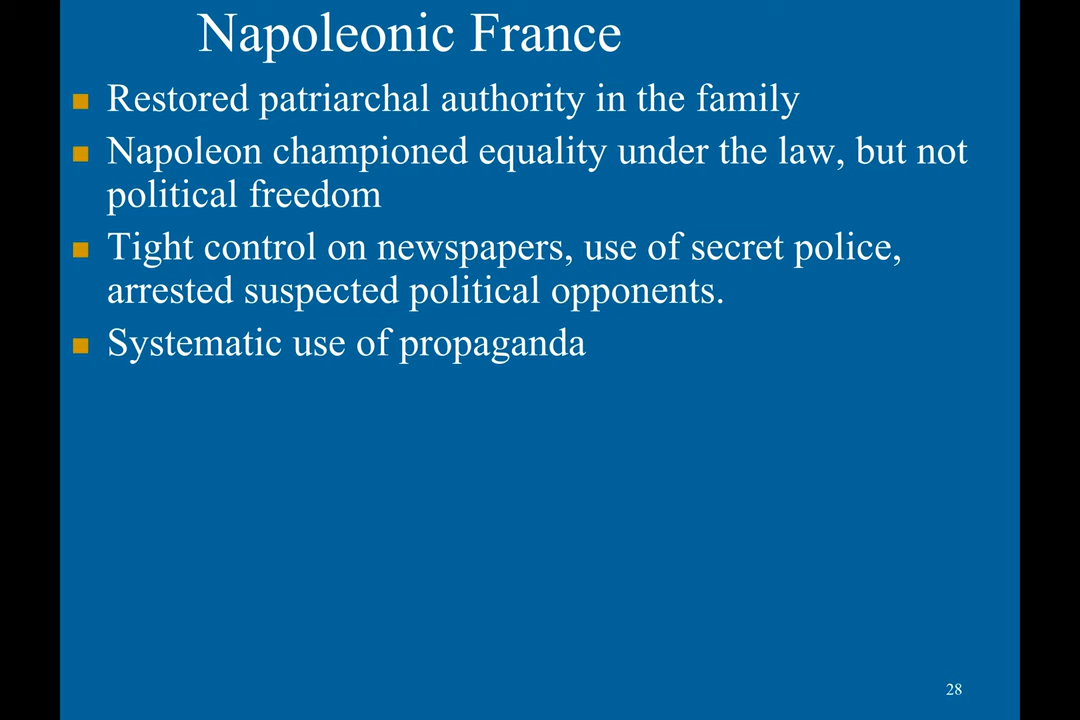 Napoleonic France
Restored patriarchal authority in the family
Napoleon championed equality under the law, but not
political freedom
Tight control on newspapers, use of secret police,
arrested suspected political opponents.
Systematic use of propaganda
28